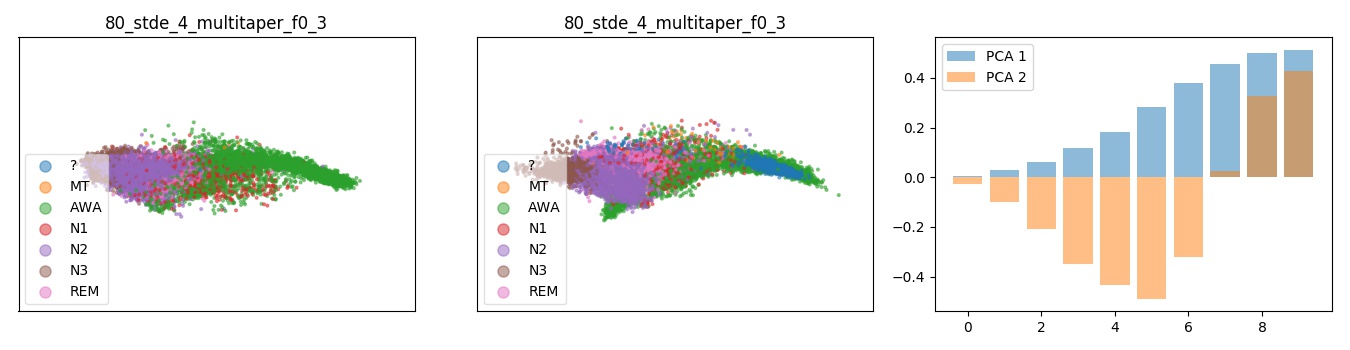 80_stde_4_multitaper_f0_3
?
MT
AWA
N1
N2
N3
REM
80_stde_4_multitaper_f0_3
?
MT
AWA
N1
N2
N3
REM
PCA 1
PCA 2
0.4
0.2
0.0
−0.2
−0.4
0 2 4 6 8